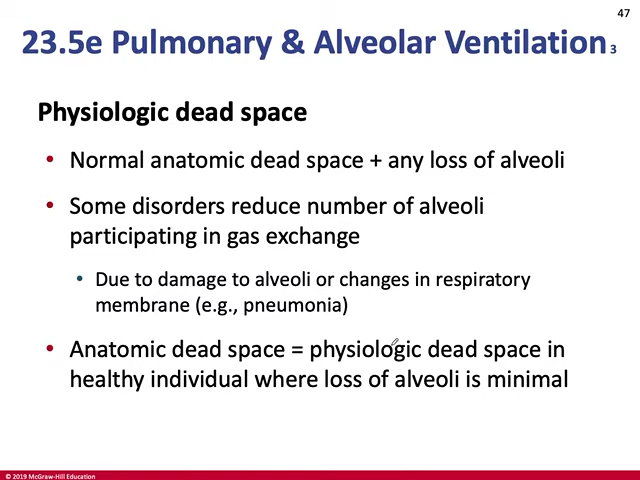 47
23.5e Pulmonary & Alveolar Ventilation 3
Physiologic dead space
• Normal anatomic dead space + any loss of alveoli
• Some disorders reduce number of alveoli
participating in gas exchange
• Due to damage to alveoli or changes in respiratory
membrane (e.g., pneumonia)
• Anatomic dead space = physiologic dead space in
healthy individual where loss of alveoli is minimal
© 2019 McGraw-Hill Education